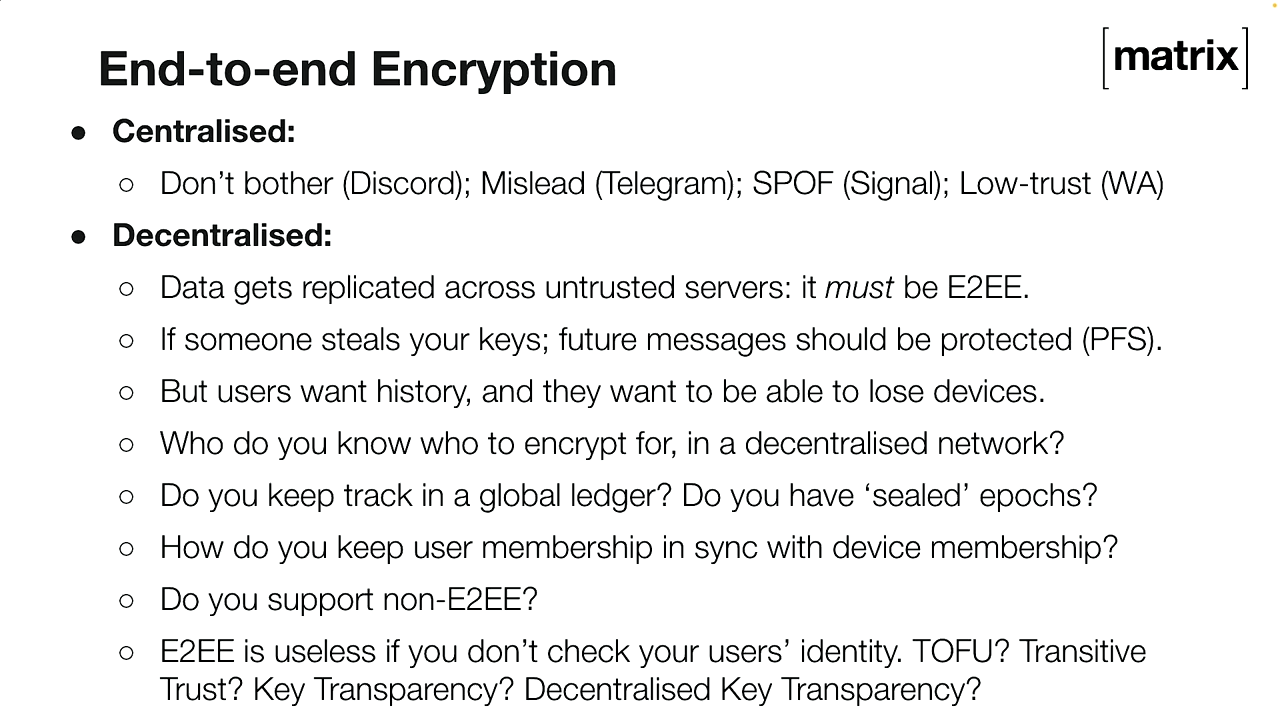 End-to-end Encryption
[matrix]
● Centralised:
○ Don’t bother (Discord); Mislead (Telegram); SPOF (Signal); Low-trust (WA)
● Decentralised:
○ Data gets replicated across untrusted servers: it must be E2EE.
○ If someone steals your keys; future messages should be protected (PFS).
○ But users want history, and they want to be able to lose devices.
○ Who do you know who to encrypt for, in a decentralised network?
○ Do you keep track in a global ledger? Do you have ‘sealed’ epochs?
○ How do you keep user membership in sync with device membership?
○ Do you support non-E2EE?
○ E2EE is useless if you don’t check your users’ identity. TOFU? Transitive
Trust? Key Transparency? Decentralised Key Transparency?